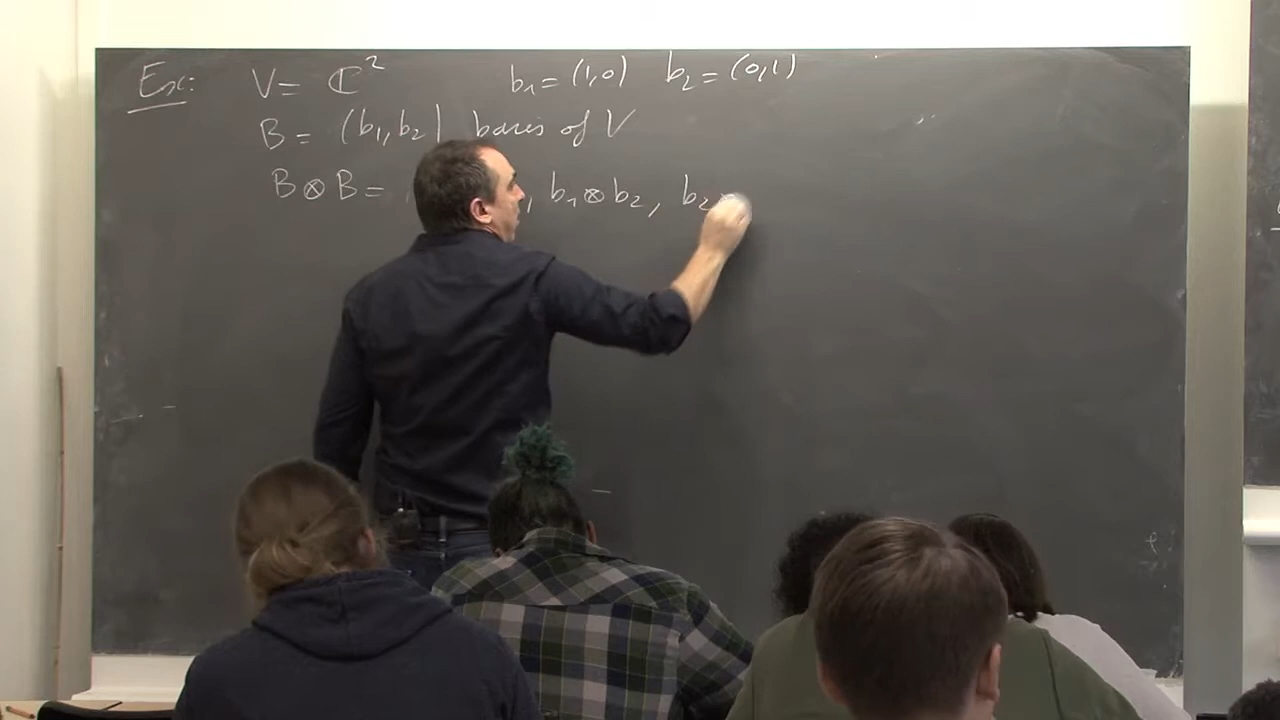 Ex: V = ℂ² b₁ = (1,0) b₂ = (0,1)
B = (b₁, b₂) basis of V
B ⊗ B = , b₁ ⊗ b₂, b₂